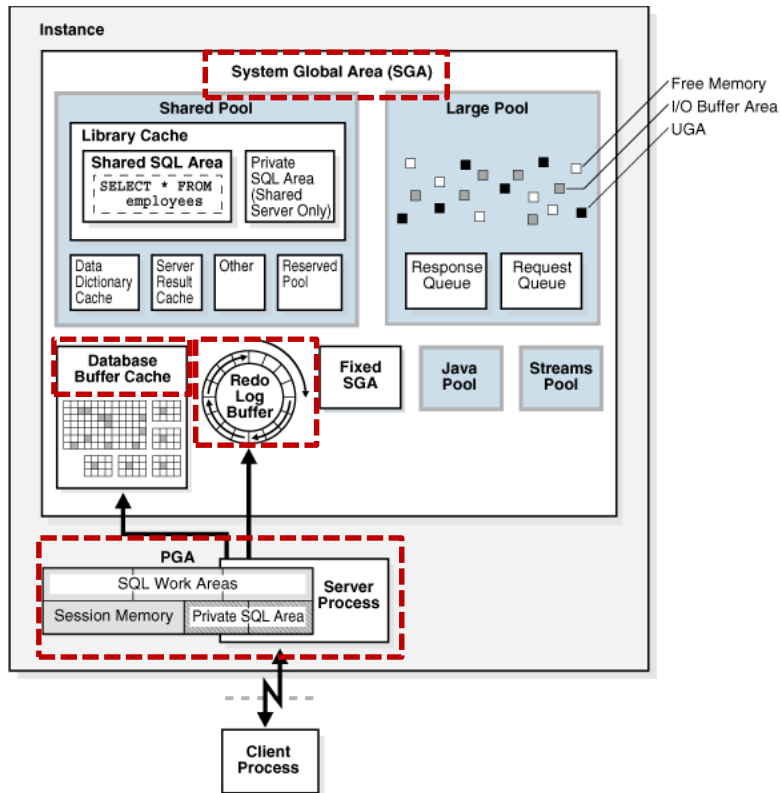 Instance
System Global Area (SGA)
Shared Pool
Library Cache
Shared SQL Area
SELECT * FROM
employees
Private
SQL Area
(Shared
Server Only)
Data
Dictionary
Cache
Server
Result
Cache
Other
Reserved
Pool
Large Pool
Response
Queue
Request
Queue
Free Memory
I/O Buffer Area
UGA
Database
Buffer Cache
Redo
Log
Buffer
Fixed
SGA
Java
Pool
Streams
Pool
PGA
SQL Work Areas
Session Memory
Private SQL Area
Server
Process
Client
Process